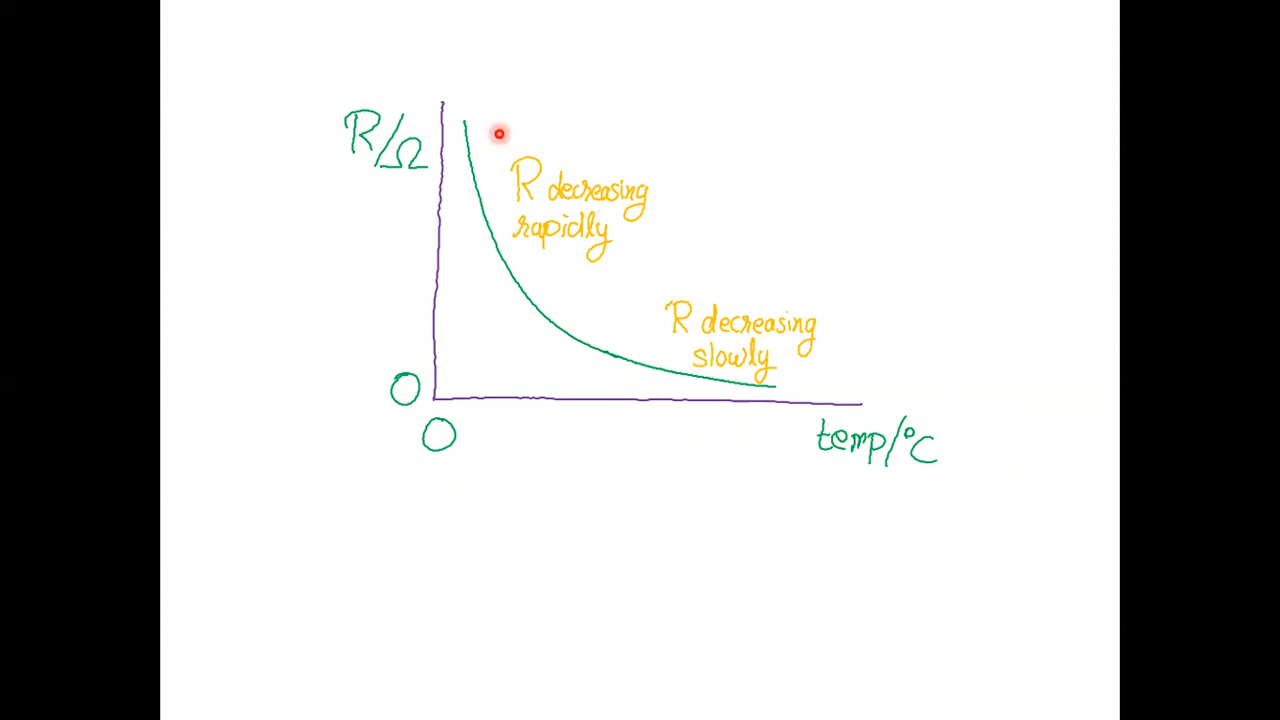 R/Ω
R decreasing
rapidly
R decreasing
slowly
0
0
temp/°C